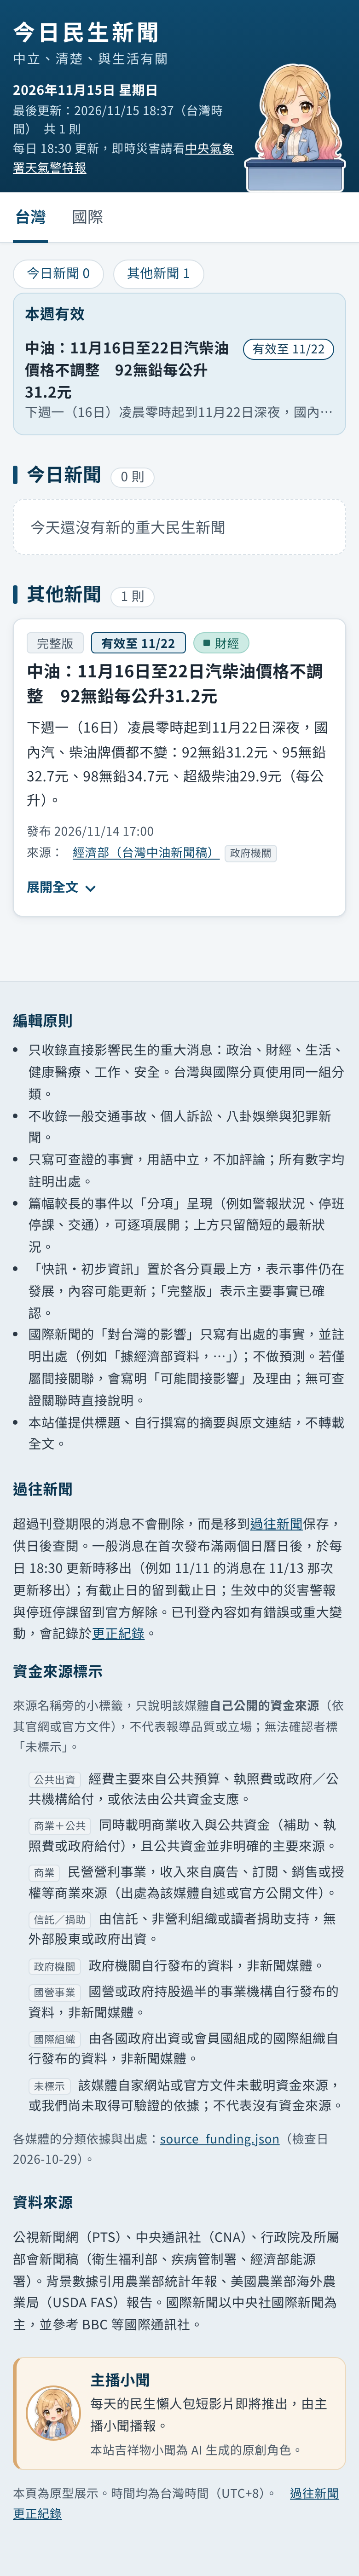 今日民生新聞
中立、清楚、與生活有關
2026年11月15日 星期日
最後更新：2026/11/15 18:37（台灣時
間） 共 1 則
每日 18:30 更新，即時災害請看中央氣象
署天氣警特報
台灣 國際
今日新聞 0 其他新聞 1
本週有效
中油：11月16日至22日汽柴油
價格不調整　92無鉛每公升
31.2元
有效至 11/22
下週一（16日）凌晨零時起到11月22日深夜，國內…
今日新聞 0 則
今天還沒有新的重大民生新聞
其他新聞 1 則
完整版 有效至 11/22 財經
中油：11月16日至22日汽柴油價格不調
整　92無鉛每公升31.2元
下週一（16日）凌晨零時起到11月22日深夜，國
內汽、柴油牌價都不變：92無鉛31.2元、95無鉛
32.7元、98無鉛34.7元、超級柴油29.9元（每公
升）。
發布 2026/11/14 17:00
來源： 經濟部（台灣中油新聞稿） 政府機關
展開全文
編輯原則
• 只收錄直接影響民生的重大消息：政治、財經、生活、
健康醫療、工作、安全。台灣與國際分頁使用同一組分
類。
• 不收錄一般交通事故、個人訴訟、八卦娛樂與犯罪新
聞。
• 只寫可查證的事實，用語中立，不加評論；所有數字均
註明出處。
• 篇幅較長的事件以「分項」呈現（例如警報狀況、停班
停課、交通），可逐項展開；上方只留簡短的最新狀
況。
• 「快訊・初步資訊」置於各分頁最上方，表示事件仍在
發展，內容可能更新；「完整版」表示主要事實已確
認。
• 國際新聞的「對台灣的影響」只寫有出處的事實，並註
明出處（例如「據經濟部資料，…」）；不做預測。若僅
屬間接關聯，會寫明「可能間接影響」及理由；無可查
證關聯時直接說明。
• 本站僅提供標題、自行撰寫的摘要與原文連結，不轉載
全文。
過往新聞
超過刊登期限的消息不會刪除，而是移到過往新聞保存，
供日後查閱。一般消息在首次發布滿兩個日曆日後，於每
日 18:30 更新時移出（例如 11/11 的消息在 11/13 那次
更新移出）；有截止日的留到截止日；生效中的災害警報
與停班停課留到官方解除。已刊登內容如有錯誤或重大變
動，會記錄於更正紀錄。
資金來源標示
來源名稱旁的小標籤，只說明該媒體自己公開的資金來源（依
其官網或官方文件），不代表報導品質或立場；無法確認者標
「未標示」。
公共出資 經費主要來自公共預算、執照費或政府／公
共機構給付，或依法由公共資金支應。
商業＋公共 同時載明商業收入與公共資金（補助、執
照費或政府給付），且公共資金並非明確的主要來源。
商業 民營營利事業，收入來自廣告、訂閱、銷售或授
權等商業來源（出處為該媒體自述或官方公開文件）。
信託／捐助 由信託、非營利組織或讀者捐助支持，無
外部股東或政府出資。
政府機關 政府機關自行發布的資料，非新聞媒體。
國營事業 國營或政府持股過半的事業機構自行發布的
資料，非新聞媒體。
國際組織 由各國政府出資或會員國組成的國際組織自
行發布的資料，非新聞媒體。
未標示 該媒體自家網站或官方文件未載明資金來源，
或我們尚未取得可驗證的依據；不代表沒有資金來源。
各媒體的分類依據與出處：source_funding.json（檢查日
2026-10-29）。
資料來源
公視新聞網（PTS）、中央通訊社（CNA）、行政院及所屬
部會新聞稿（衛生福利部、疾病管制署、經濟部能源
署）。背景數據引用農業部統計年報、美國農業部海外農
業局（USDA FAS）報告。國際新聞以中央社國際新聞為
主，並參考 BBC 等國際通訊社。
主播小聞
每天的民生懶人包短影片即將推出，由主
播小聞播報。
本站吉祥物小聞為 AI 生成的原創角色。
本頁為原型展示。時間均為台灣時間（UTC+8）。 過往新聞
更正紀錄